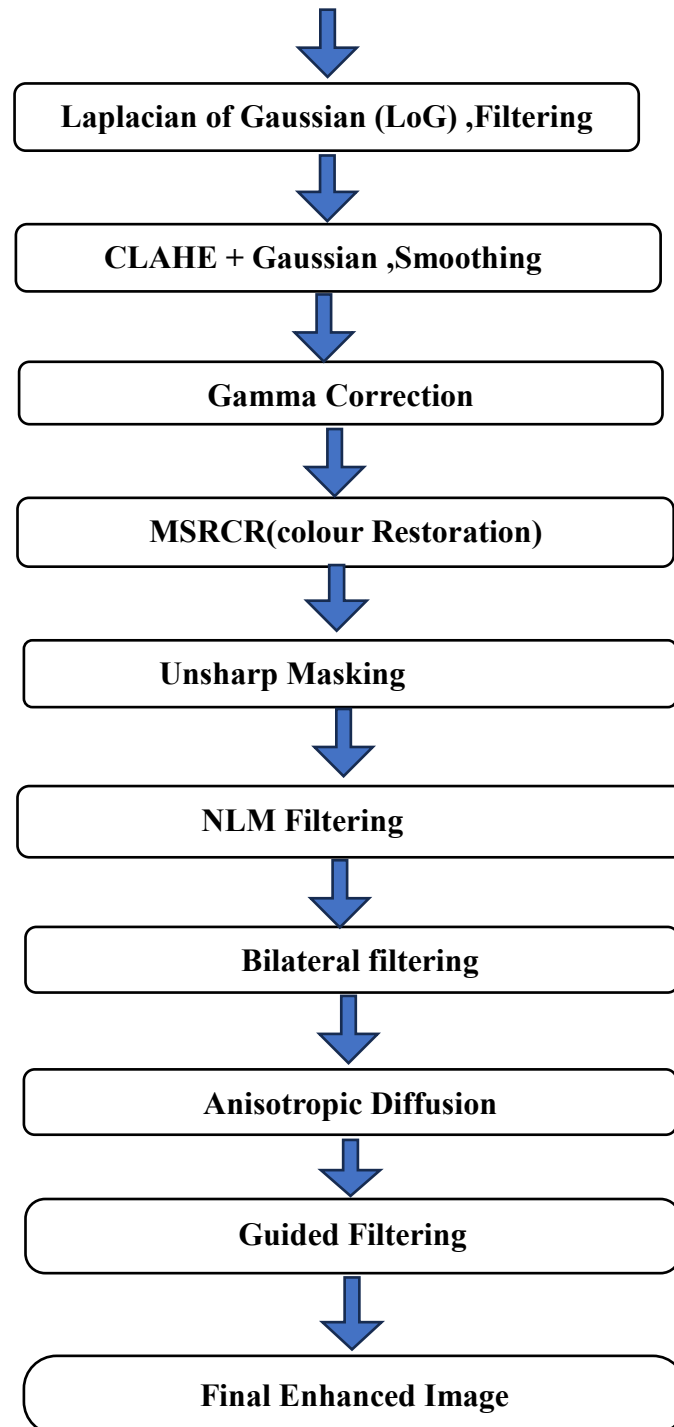 Laplacian of Gaussian (LoG) ,Filtering
CLAHE + Gaussian ,Smoothing
Gamma Correction
MSRCR(colour Restoration)
Unsharp Masking
NLM Filtering
Bilateral filtering
Anisotropic Diffusion
Guided Filtering
Final Enhanced Image